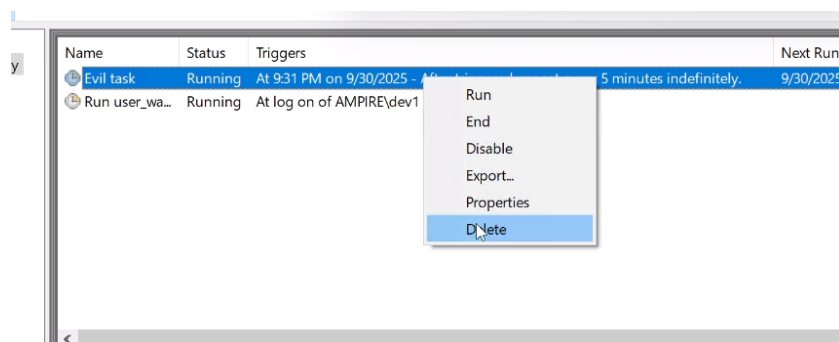 y
Name Status Triggers Next Run
Evil task Running At 9:31 PM on 9/30/2025 - After 5 minutes indefinitely. 9/30/2025
Run user_wa... Running At log on of AMPIRE\dev1
Run
End
Disable
Export...
Properties
Delete